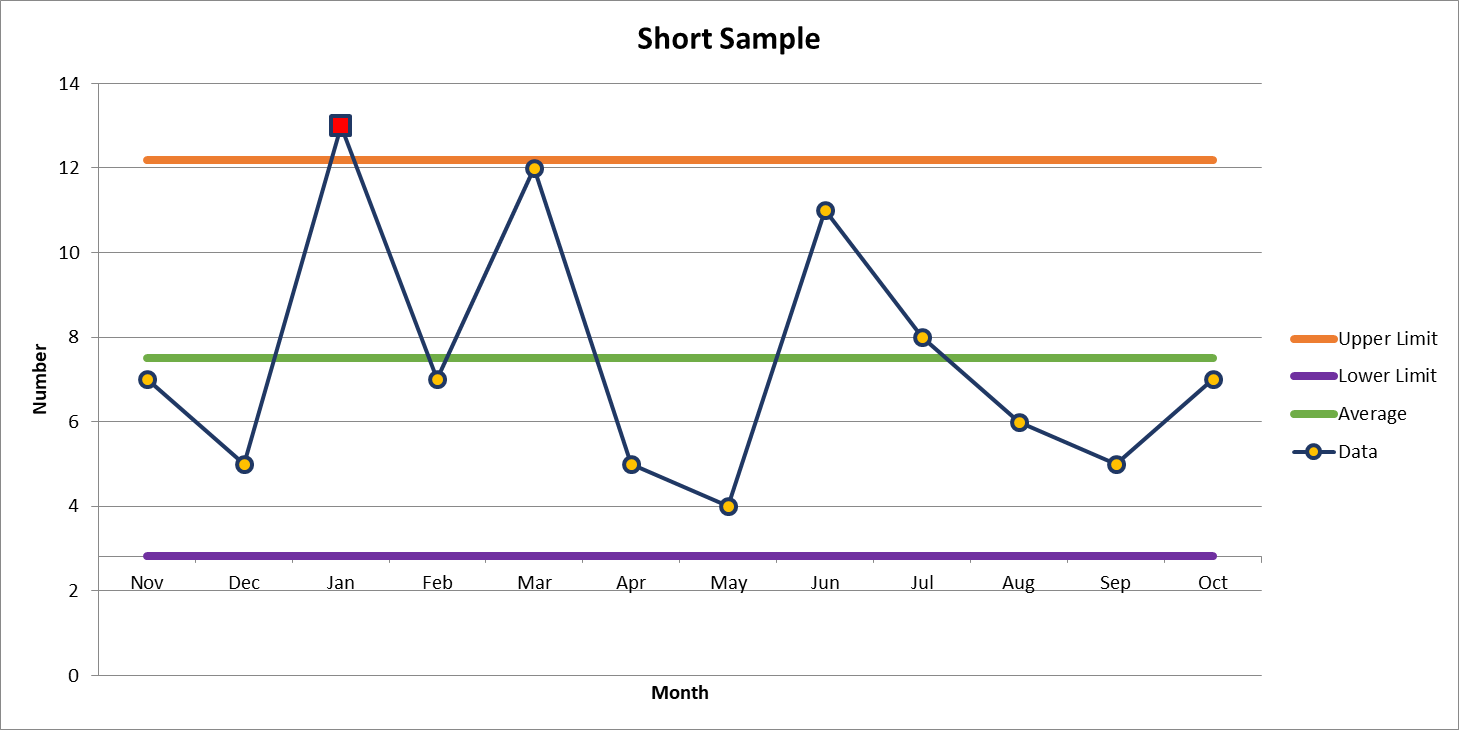 Short Sample
14
12
10
8
6
4
2
0
Number
Nov Dec Jan Feb Mar Apr May Jun Jul Aug Sep Oct
Month
Upper Limit
Lower Limit
Average
Data